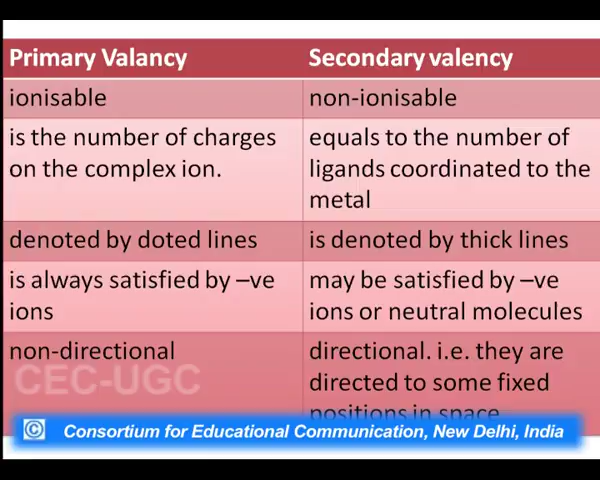 Primary Valancy
Secondary valency
ionisable
non-ionisable
is the number of charges
on the complex ion.
equals to the number of
ligands coordinated to the
metal
denoted by doted lines
is denoted by thick lines
is always satisfied by –ve
ions
may be satisfied by –ve
ions or neutral molecules
non-directional
directional. i.e. they are
directed to some fixed
positions in space
CEC-UGC
© Consortium for Educational Communication, New Delhi, India